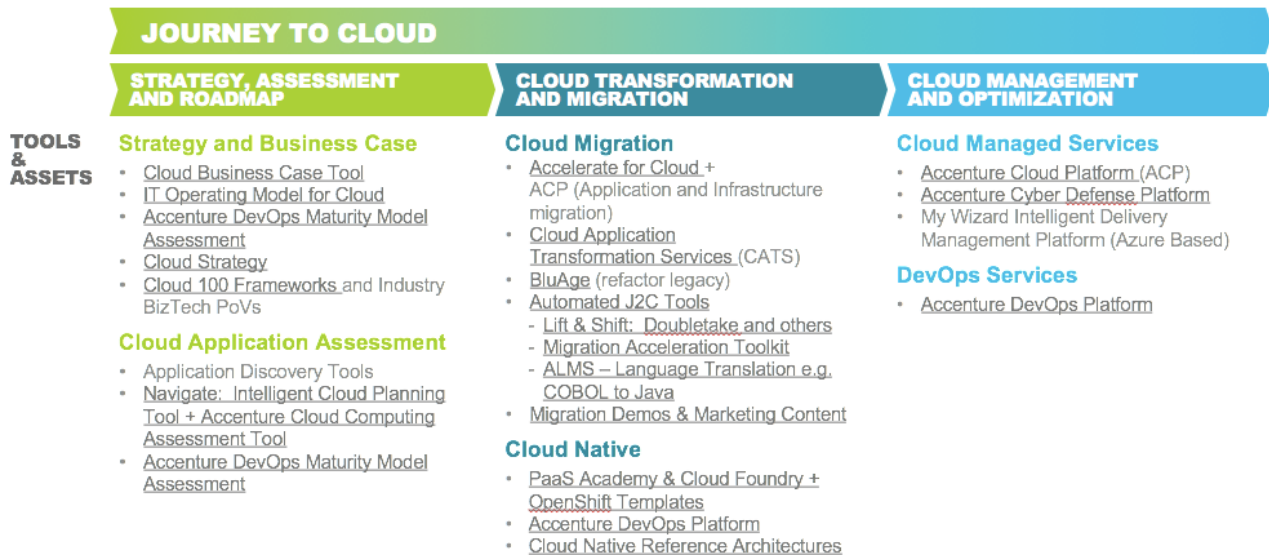 JOURNEY TO CLOUD
STRATEGY, ASSESSMENT
AND ROADMAP
CLOUD TRANSFORMATION
AND MIGRATION
CLOUD MANAGEMENT
AND OPTIMIZATION
TOOLS
&
ASSETS
Strategy and Business Case
• Cloud Business Case Tool
• IT Operating Model for Cloud
• Accenture DevOps Maturity Model
Assessment
• Cloud Strategy
• Cloud 100 Frameworks and Industry
BizTech PoVs
Cloud Application Assessment
• Application Discovery Tools
• Navigate: Intelligent Cloud Planning
Tool + Accenture Cloud Computing
Assessment Tool
• Accenture DevOps Maturity Model
Assessment
Cloud Migration
• Accelerate for Cloud +
ACP (Application and Infrastructure
migration)
• Cloud Application
Transformation Services (CATS)
• BluAge (refactor legacy)
• Automated J2C Tools
- Lift & Shift: Doubletake and others
- Migration Acceleration Toolkit
- ALMS – Language Translation e.g.
COBOL to Java
• Migration Demos & Marketing Content
Cloud Native
• PaaS Academy & Cloud Foundry +
OpenShift Templates
• Accenture DevOps Platform
• Cloud Native Reference Architectures
Cloud Managed Services
• Accenture Cloud Platform (ACP)
• Accenture Cyber Defense Platform
• My Wizard Intelligent Delivery
Management Platform (Azure Based)
DevOps Services
• Accenture DevOps Platform